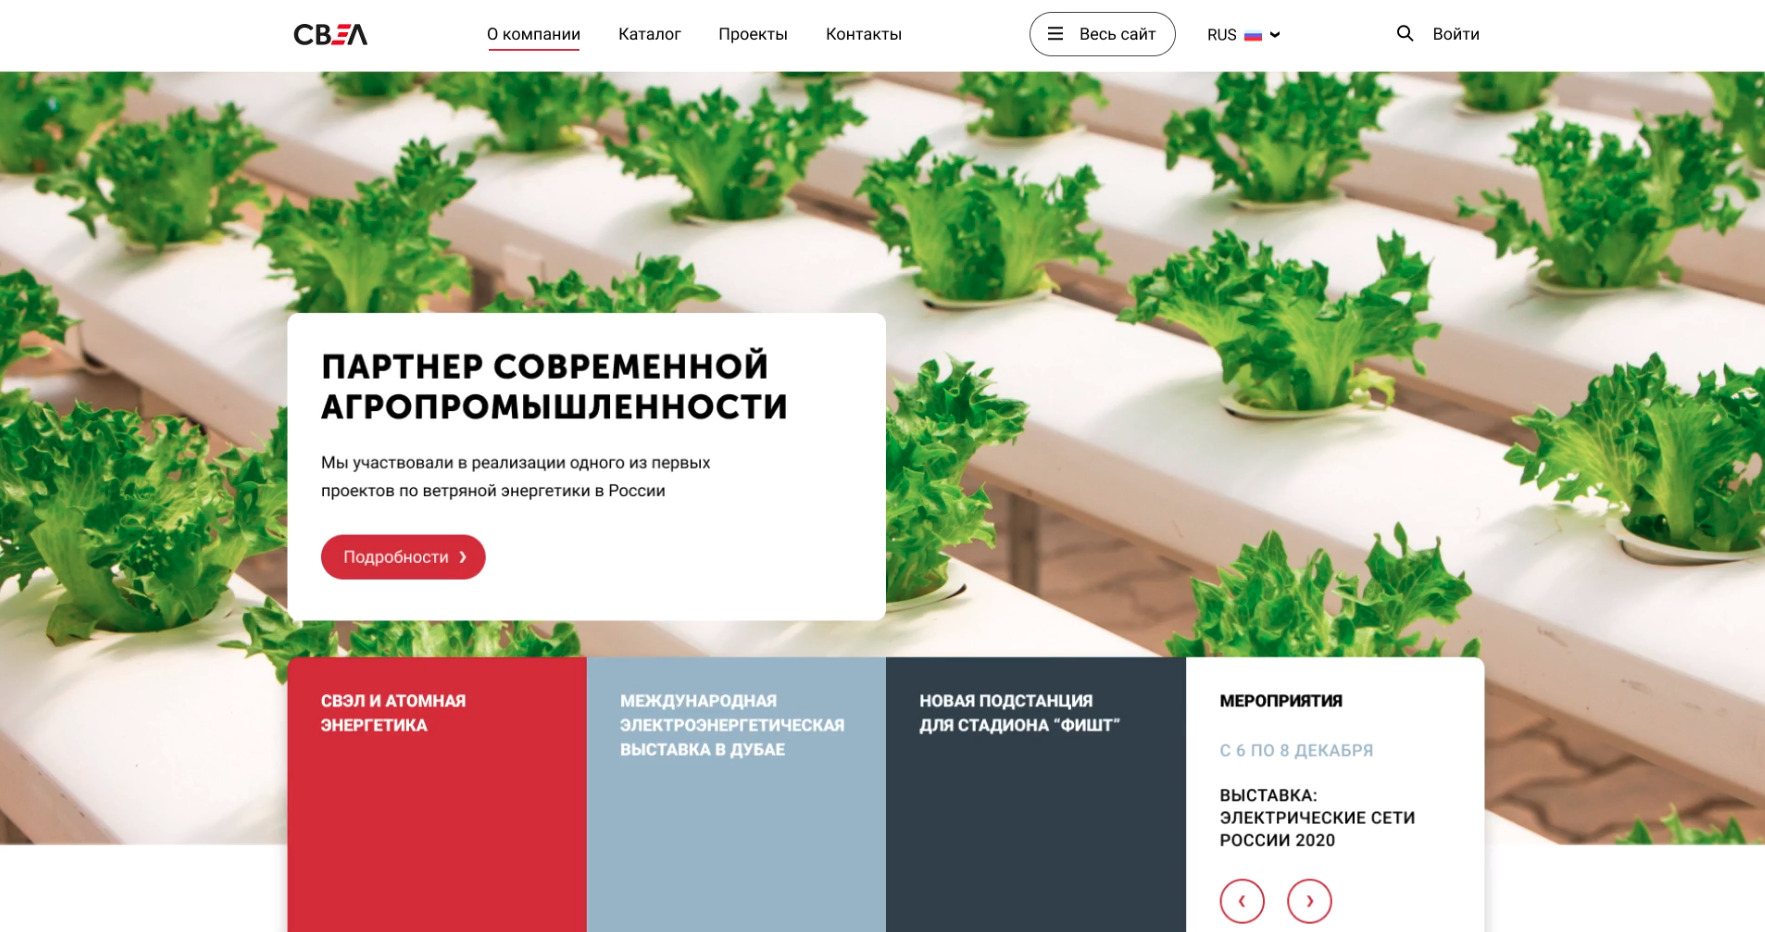 СВЭЛ
О компании
Каталог
Проекты
Контакты
Весь сайт
RUS
Войти
ПАРТНЕР СОВРЕМЕННОЙ
АГРОПРОМЫШЛЕННОСТИ
Мы участвовали в реализации одного из первых
проектов по ветряной энергетики в России
Подробности
СВЭЛ И АТОМНАЯ
ЭНЕРГЕТИКА
МЕЖДУНАРОДНАЯ
ЭЛЕКТРОЭНЕРГЕТИЧЕСКАЯ
ВЫСТАВКА В ДУБАЕ
НОВАЯ ПОДСТАНЦИЯ
ДЛЯ СТАДИОНА “ФИШТ”
МЕРОПРИЯТИЯ
С 6 ПО 8 ДЕКАБРЯ
ВЫСТАВКА:
ЭЛЕКТРИЧЕСКИЕ СЕТИ
РОССИИ 2020